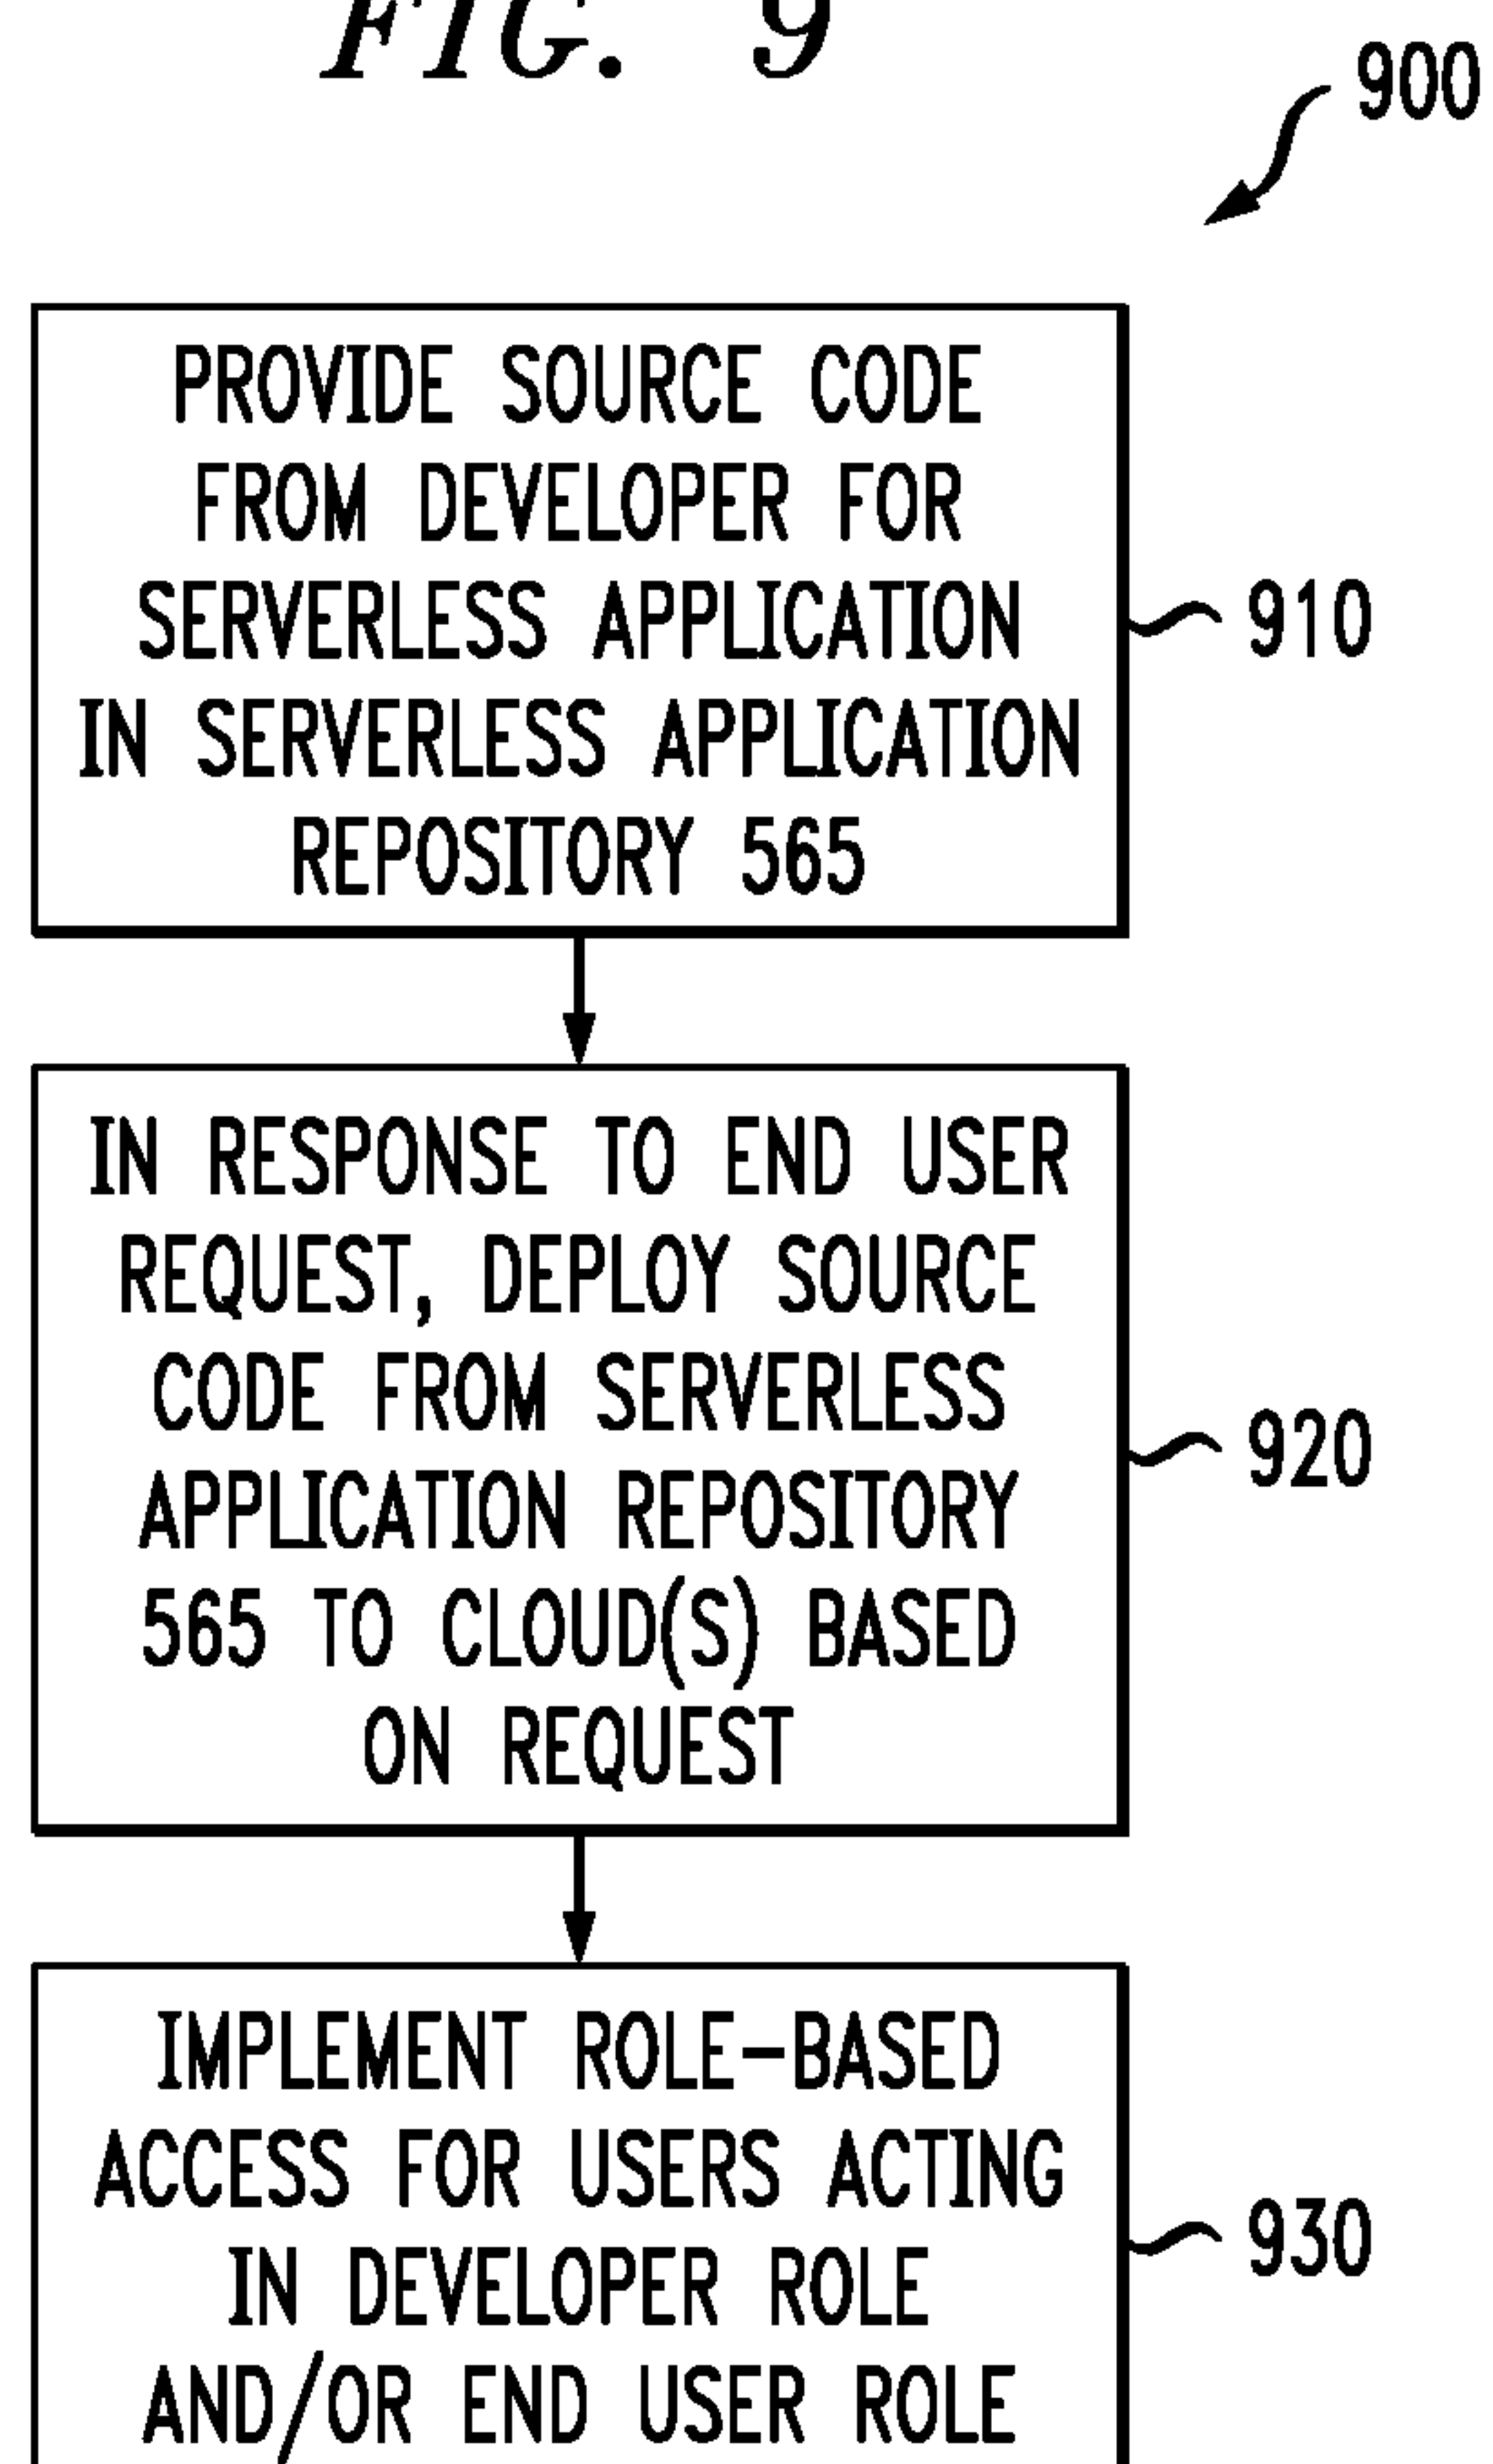 FIG. 9
900
PROVIDE SOURCE CODE
FROM DEVELOPER FOR
SERVERLESS APPLICATION
IN SERVERLESS APPLICATION
REPOSITORY 565
910
IN RESPONSE TO END USER
REQUEST, DEPLOY SOURCE
CODE FROM SERVERLESS
APPLICATION REPOSITORY
565 TO CLOUD(S) BASED
ON REQUEST
920
IMPLEMENT ROLE-BASED
ACCESS FOR USERS ACTING
IN DEVELOPER ROLE
AND/OR END USER ROLE
930